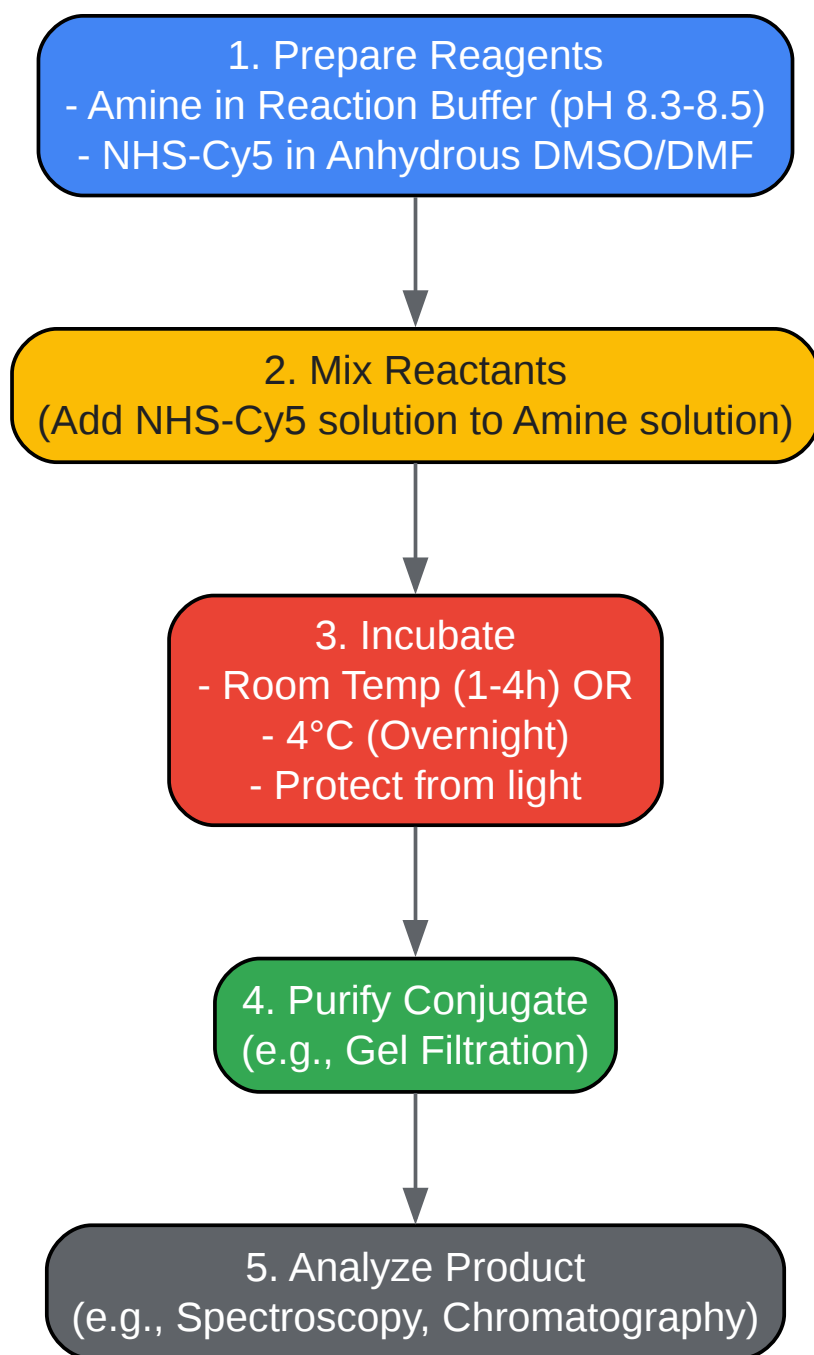 1. Prepare Reagents
- Amine in Reaction Buffer (pH 8.3-8.5)
- NHS-Cy5 in Anhydrous DMSO/DMF
2. Mix Reactants
(Add NHS-Cy5 solution to Amine solution)
3. Incubate
- Room Temp (1-4h) OR
- 4°C (Overnight)
- Protect from light
4. Purify Conjugate
(e.g., Gel Filtration)
5. Analyze Product
(e.g., Spectroscopy, Chromatography)